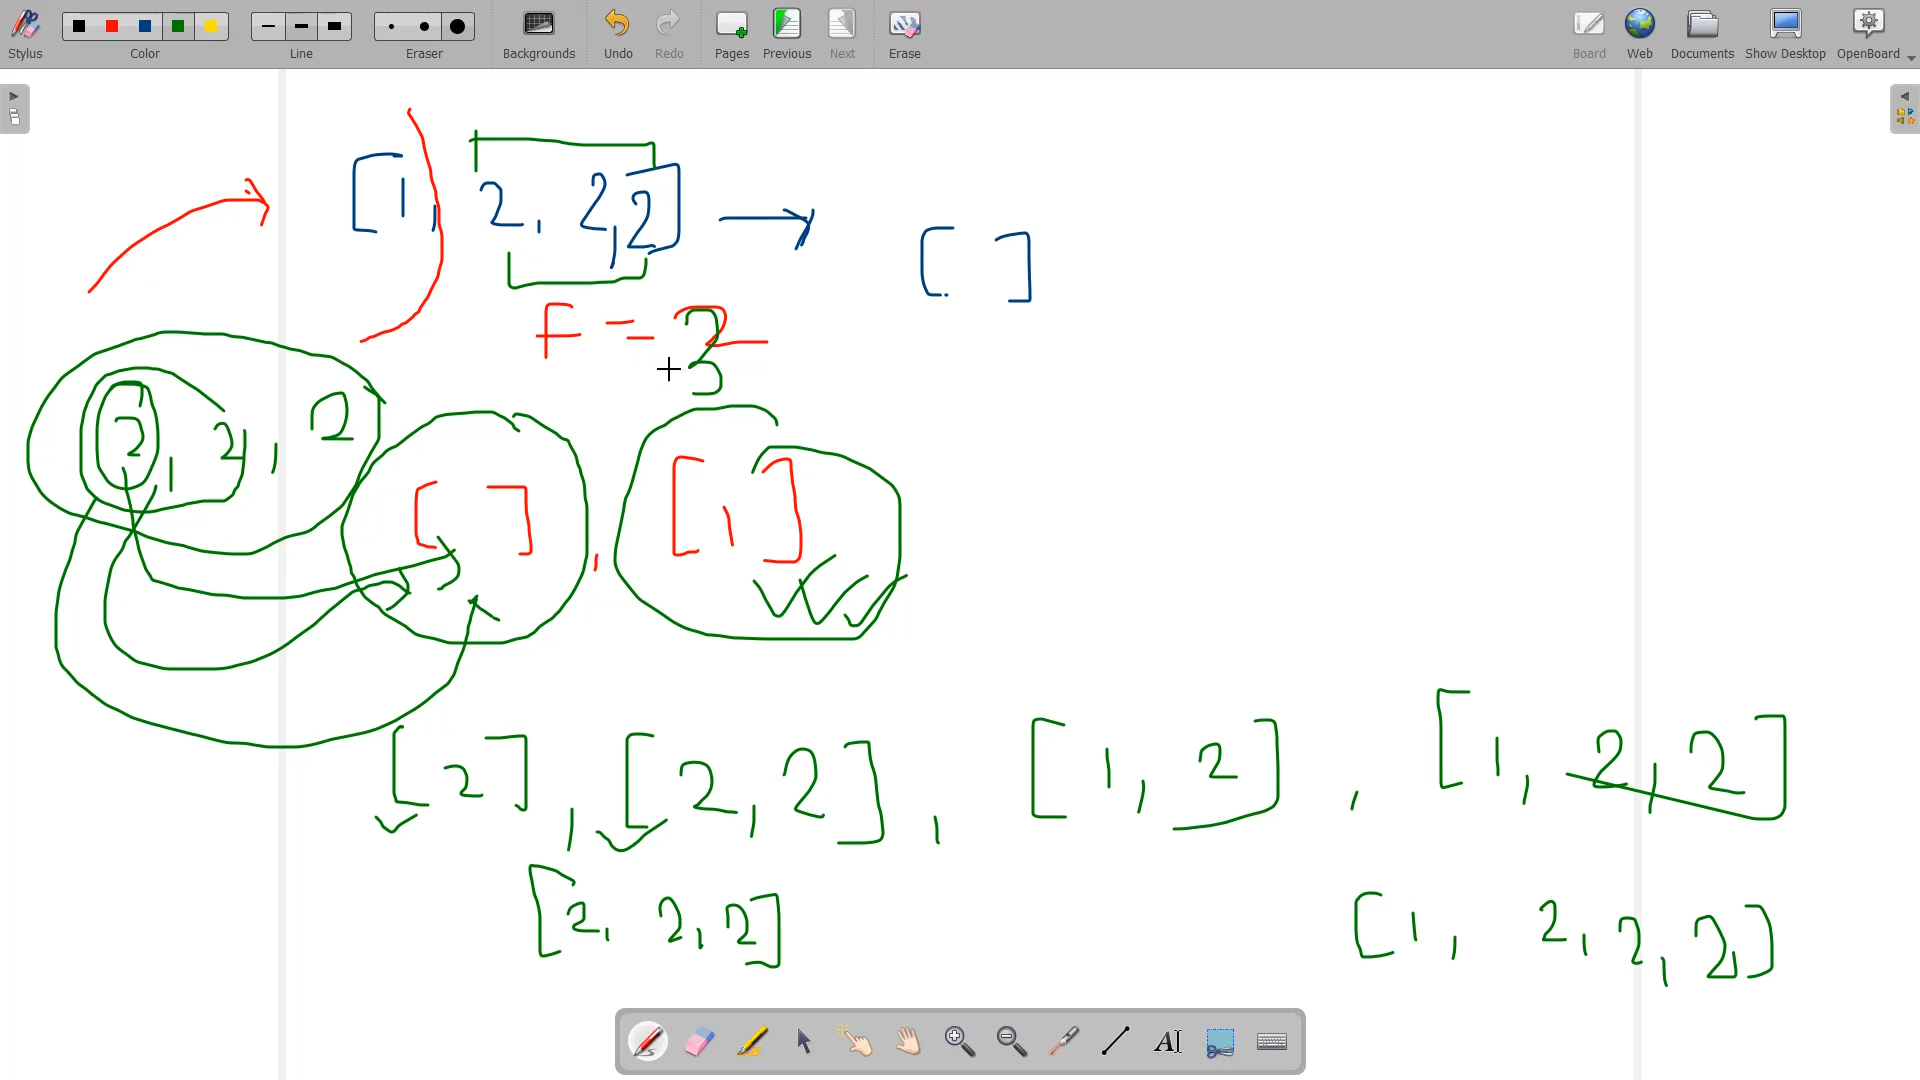 Stylus Color Line Eraser Backgrounds Undo Redo Pages Previous Next Erase Board Web Documents Show Desktop OpenBoard
[1, 2, 2, 2] → [ ]
F = 3
2, 2, 2
[ ] , [1]
[2] , [2, 2] , [1, 2] , [1, 2, 2]
[2, 2, 2] [1, 2, 2, 2]